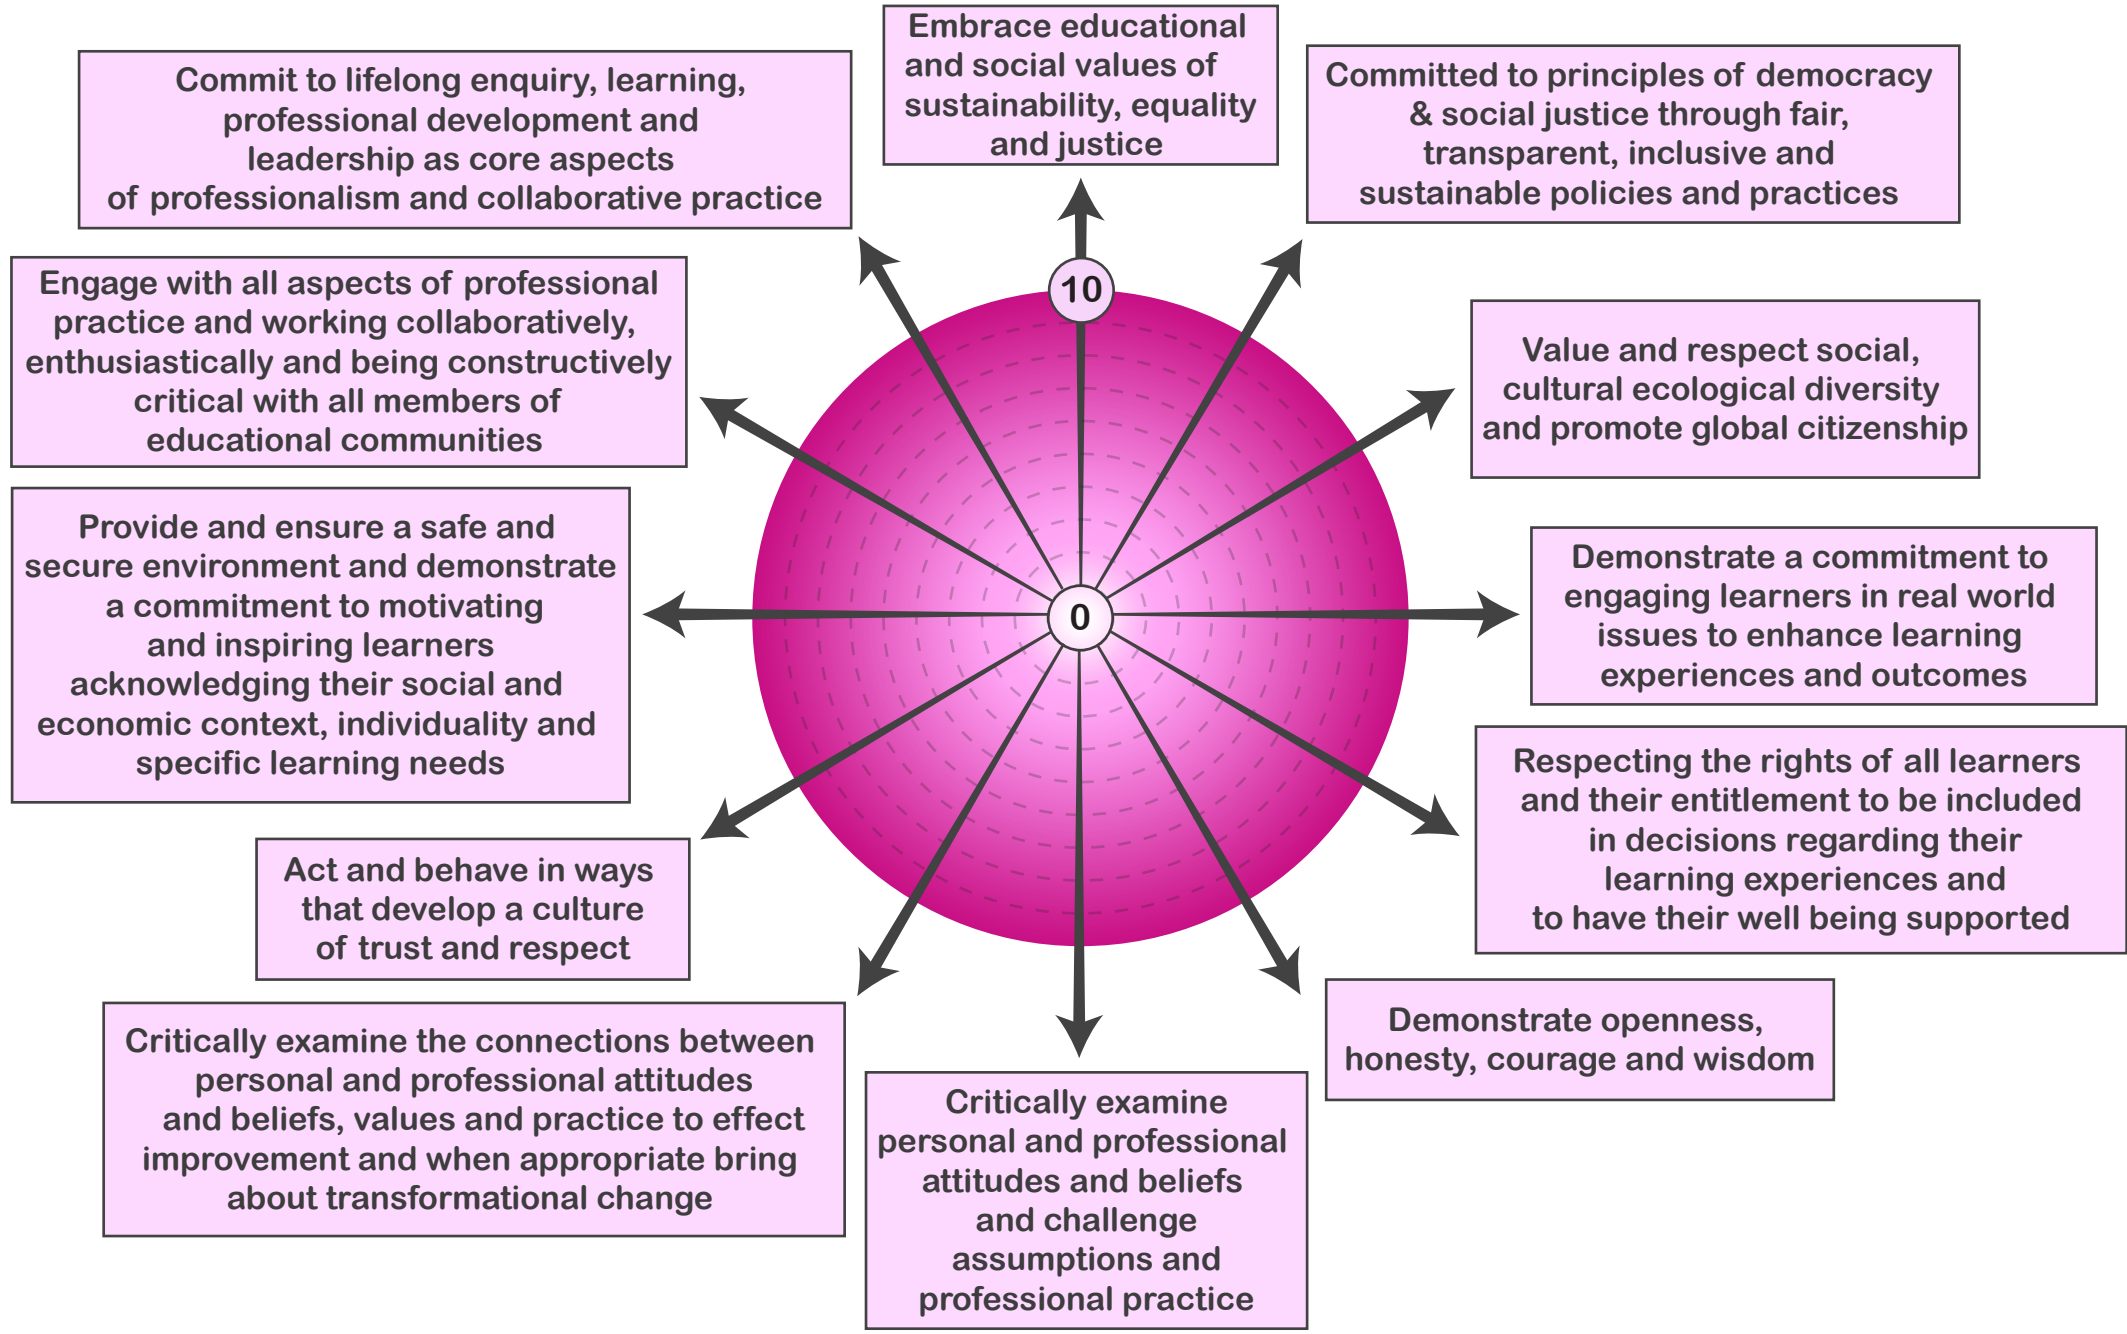 Embrace educational
and social values of
sustainability, equality
and justice
Committed to principles of democracy
& social justice through fair,
transparent, inclusive and
sustainable policies and practices
Value and respect social,
cultural ecological diversity
and promote global citizenship
Demonstrate a commitment to
engaging learners in real world
issues to enhance learning
experiences and outcomes
Respecting the rights of all learners
and their entitlement to be included
in decisions regarding their
learning experiences and
to have their well being supported
Demonstrate openness,
honesty, courage and wisdom
Critically examine
personal and professional
attitudes and beliefs
and challenge
assumptions and
professional practice
Critically examine the connections between
personal and professional attitudes
and beliefs, values and practice to effect
improvement and when appropriate bring
about transformational change
Act and behave in ways
that develop a culture
of trust and respect
Provide and ensure a safe and
secure environment and demonstrate
a commitment to motivating
and inspiring learners
acknowledging their social and
economic context, individuality and
specific learning needs
Engage with all aspects of professional
practice and working collaboratively,
enthusiastically and being constructively
critical with all members of
educational communities
Commit to lifelong enquiry, learning,
professional development and
leadership as core aspects
of professionalism and collaborative practice
10
0